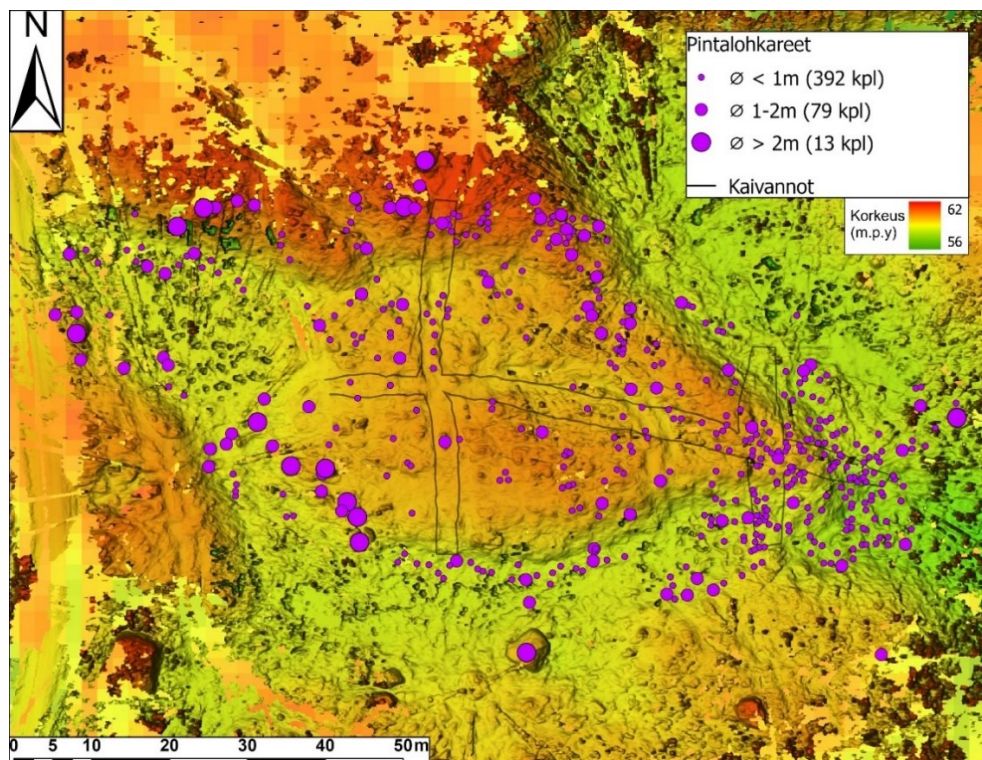 N
Pintalohkareet
Ø < 1m (392 kpl)
Ø 1-2m (79 kpl)
Ø > 2m (13 kpl)
Kaivannot
Korkeus
(m.p.y)
62
56
0 5 10 20 30 40 50m